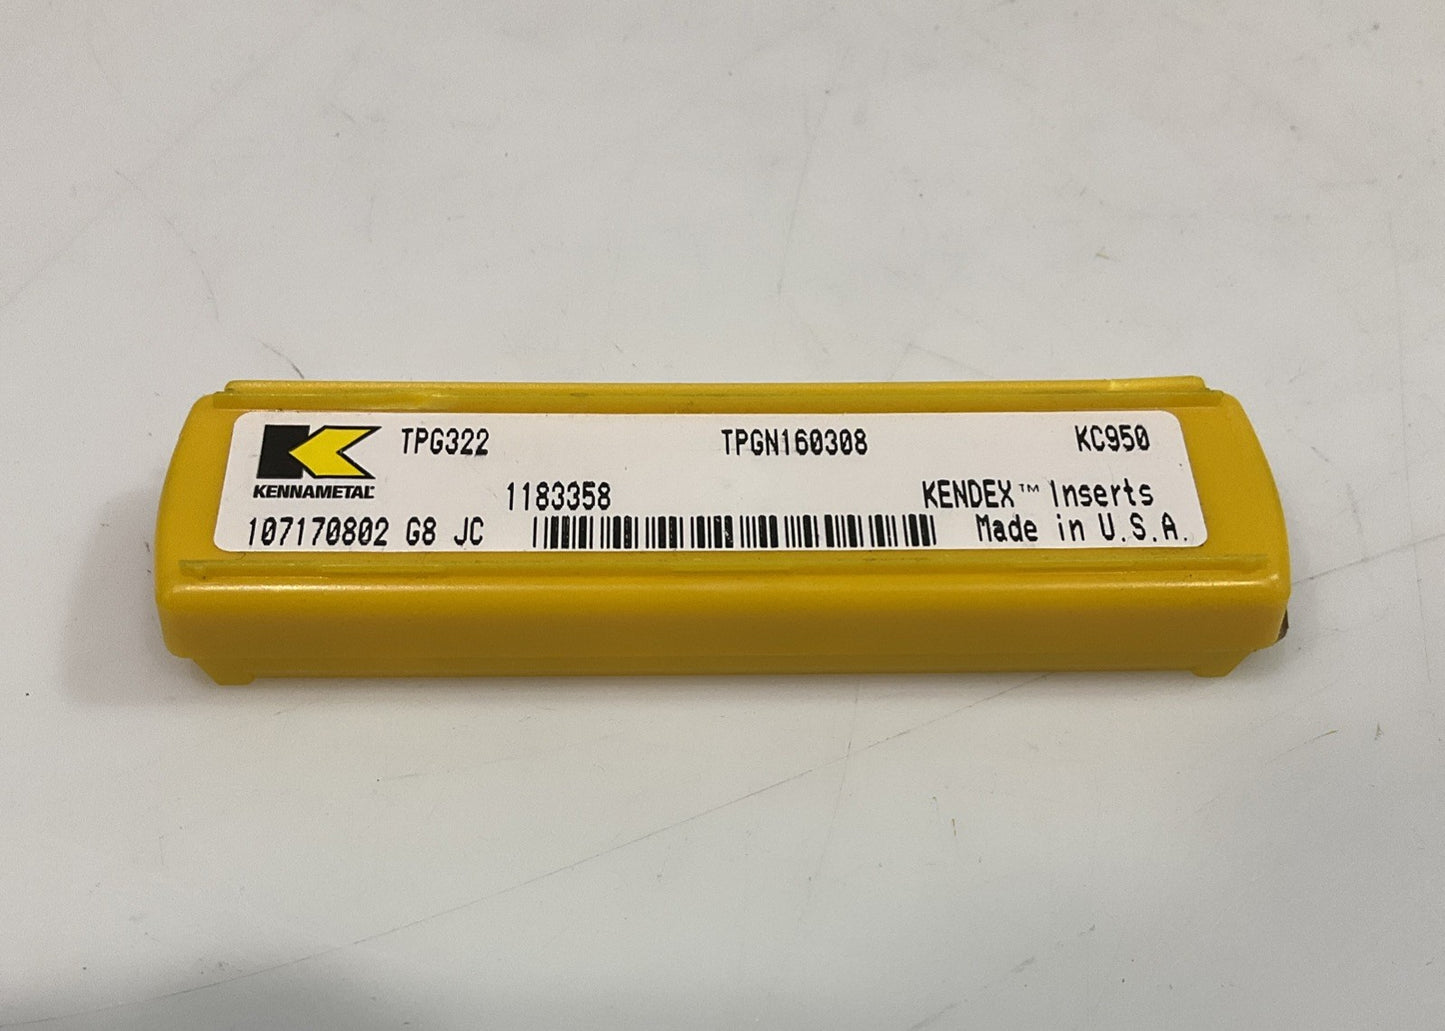 TPG322 TPGN160308 KC950
KENNAMETAL
1183358 KENDEX™ Inserts
107170802 G8 JC Made in U.S.A.